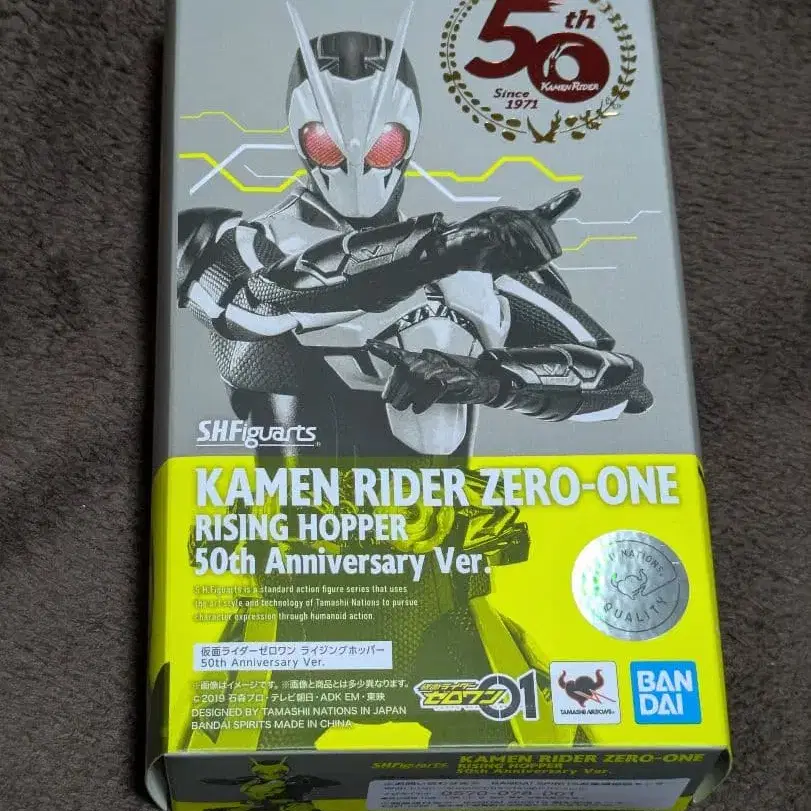 50th
KAMEN RIDER
Since
1971
S.H.Figuarts
KAMEN RIDER ZERO-ONE
RISING HOPPER
50th Anniversary Ver.
S.H.Figuarts is a standard action figure series that uses
the art style and technology of Tamashii Nations to pursue
character expression through humanoid action.
仮面ライダーゼロワン ライジングホッパー
50th Anniversary Ver.
※画像はイメージです。※画像と商品とは多少異なります。
©2019 石森プロ・テレビ朝日・ADK EM・東映
DESIGNED BY TAMASHII NATIONS IN JAPAN
BANDAI SPIRITS MADE IN CHINA
仮面ライダー
ゼロワン 01
TAMASHII NATIONS
BAN
DAI
NATIONS
QUALITY
S.H.Figuarts
KAMEN RIDER ZERO-ONE
RISING HOPPER
50th Anniversary Ver.